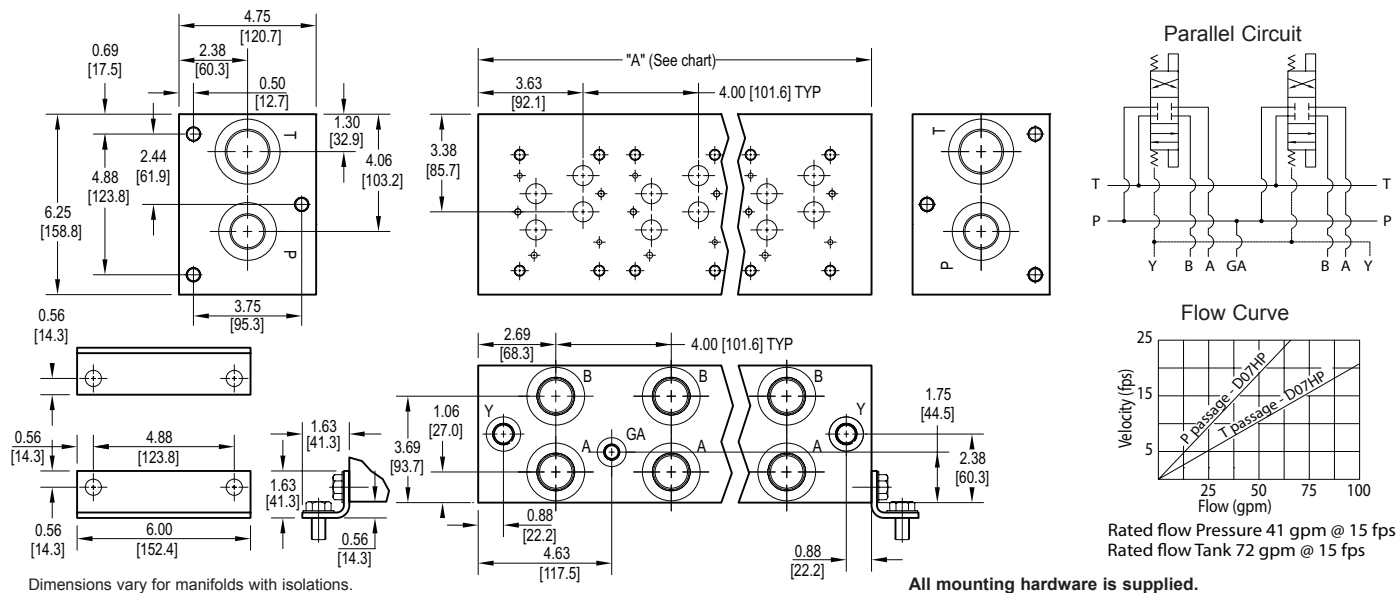 4.75
[120.7]
2.38
[60.3]
0.69
[17.5]
0.50
[12.7]
1.30
[32.9]
4.06
[103.2]
2.44
[61.9]
4.88
[123.8]
6.25
[158.8]
3.75
[95.3]
T
P
"A" (See chart)
3.63
[92.1]
4.00 [101.6] TYP
3.38
[85.7]
T
P
Parallel Circuit
T
T
P
P
Y
B
A
GA
B
A
Y
0.56
[14.3]
0.56
[14.3]
4.88
[123.8]
1.63
[41.3]
1.63
[41.3]
0.56
[14.3]
6.00
[152.4]
0.56
[14.3]
2.69
[68.3]
4.00 [101.6] TYP
B
B
B
Y
Y
GA
A
A
A
1.06
[27.0]
3.69
[93.7]
1.75
[44.5]
2.38
[60.3]
0.88
[22.2]
4.63
[117.5]
0.88
[22.2]
Flow Curve
25
15
5
Velocity (fps)
P passage - D07HP
T passage - D07HP
25
50
75
100
Flow (gpm)
Rated flow Pressure 41 gpm @ 15 fps
Rated flow Tank 72 gpm @ 15 fps
Dimensions vary for manifolds with isolations.
All mounting hardware is supplied.